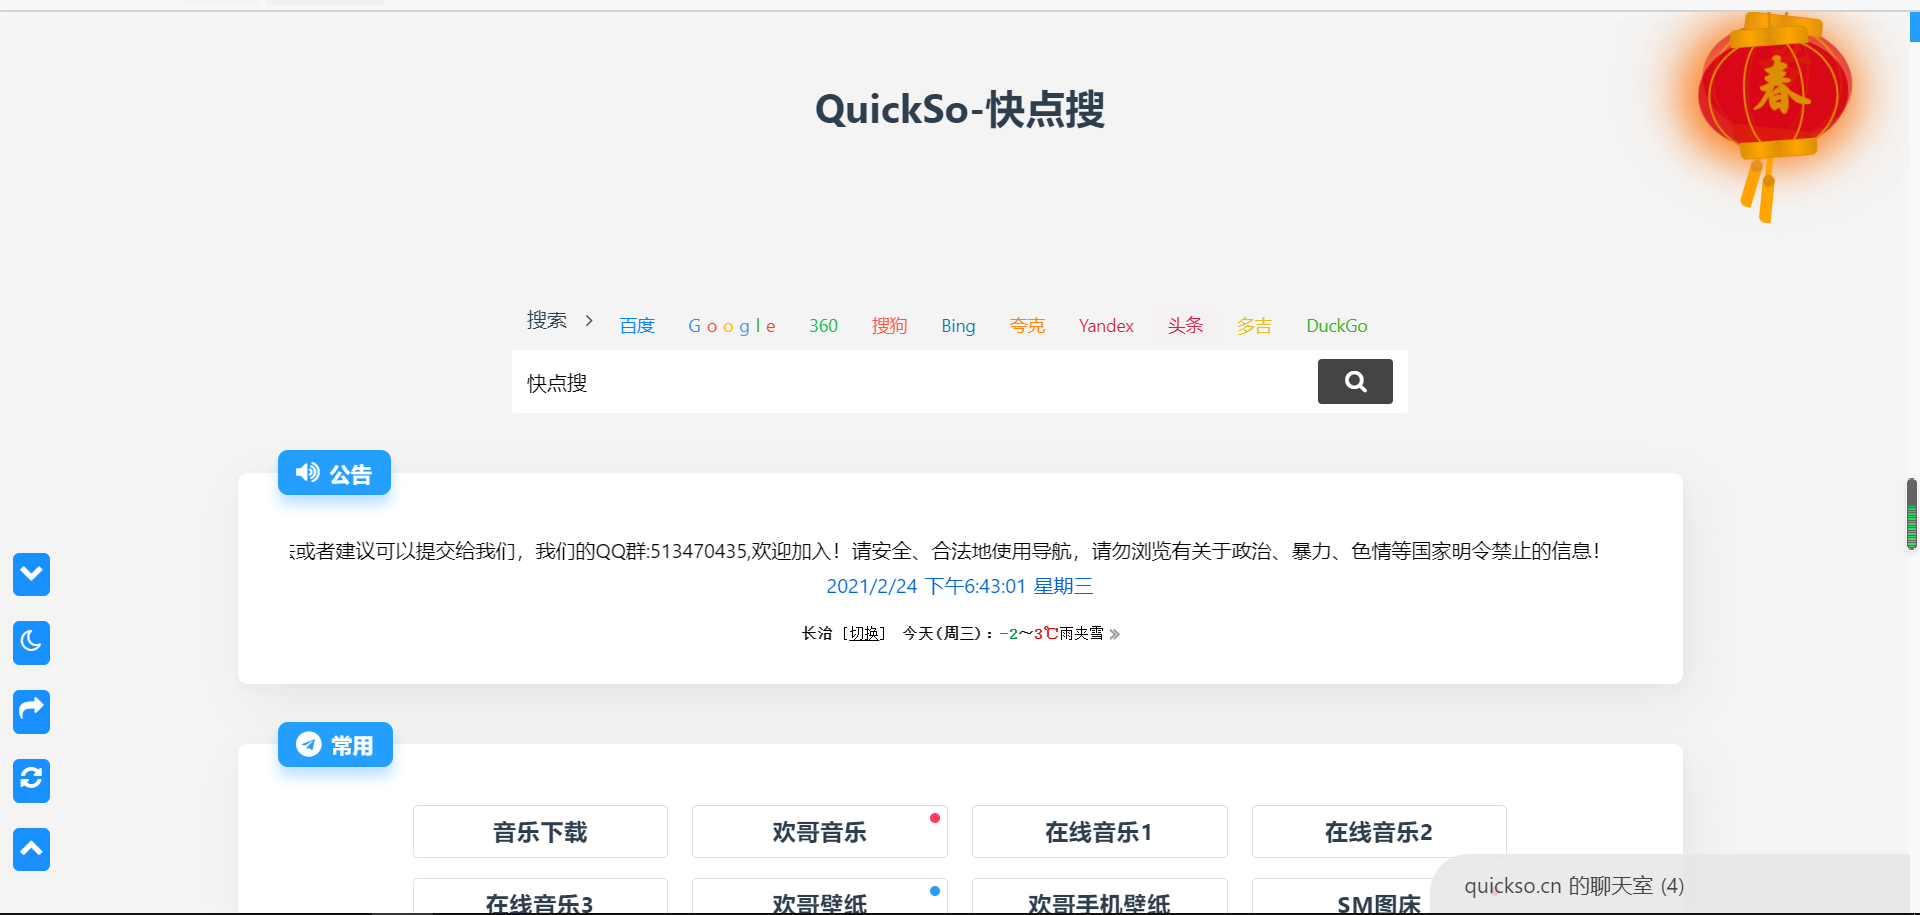 春
QuickSo-快点搜
搜索 百度 Google 360 搜狗 Bing 夸克 Yandex 头条 多吉 DuckGo
快点搜
公告
或者建议可以提交给我们，我们的QQ群:513470435,欢迎加入！请安全、合法地使用导航，请勿浏览有关于政治、暴力、色情等国家明令禁止的信息！
2021/2/24 下午6:43:01 星期三
长治 [切换] 今天(周三)：-2～3℃雨夹雪
常用
音乐下载 欢哥音乐 在线音乐1 在线音乐2
在线音乐3 欢哥壁纸 欢哥手机壁纸 SM图床
quickso.cn 的聊天室 (4)